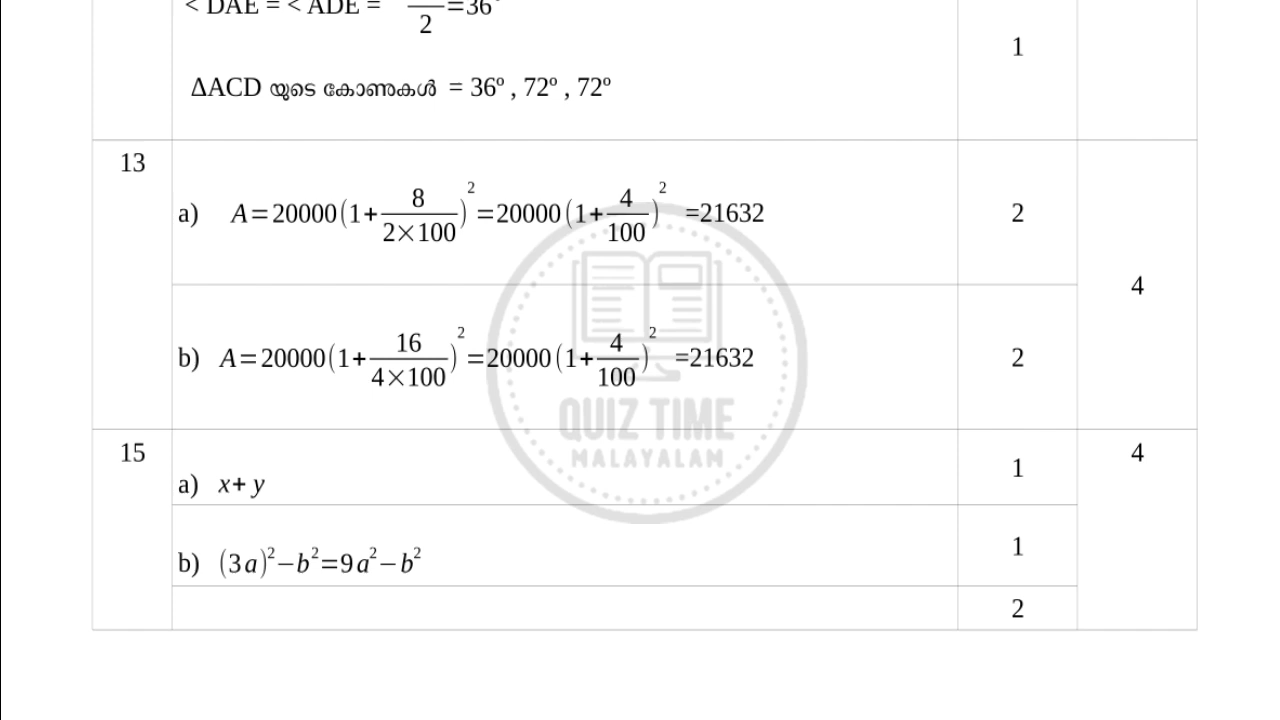 < DAE = < ADE = /2 =36°
1
ΔACD യുടെ കോണുകൾ = 36º , 72º , 72º
13
a) A=20000(1+8/(2×100))²=20000(1+4/100)² =21632
2
4
b) A=20000(1+16/(4×100))²=20000(1+4/100)² =21632
2
QUIZ TIME
MALAYALAM
15
4
a) x+y
1
b) (3a)²−b²=9a²−b²
1
2